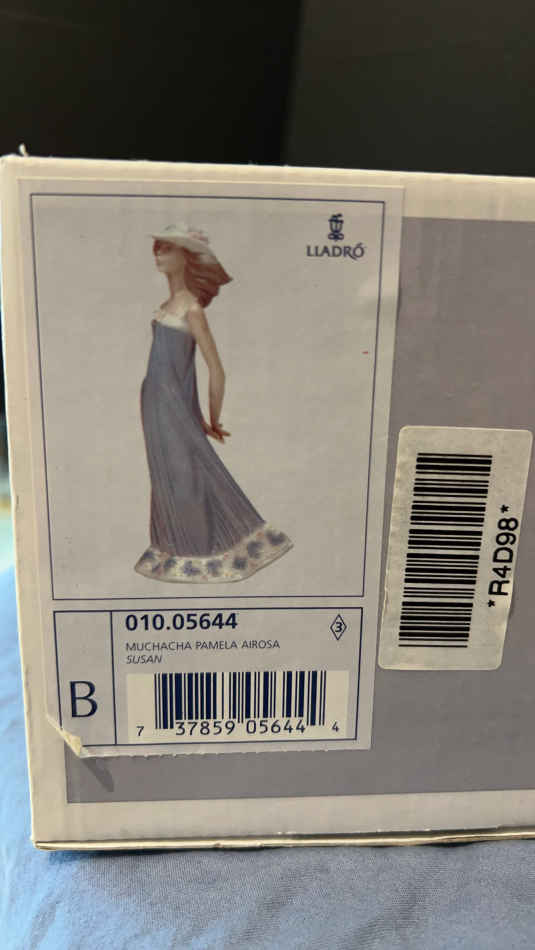 LLADRÓ
*R4D98*
010.05644
3
MUCHACHA PAMELA AIROSA
SUSAN
B
7 37859 05644 4